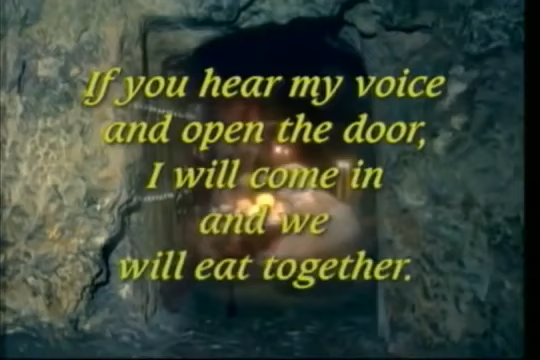 If you hear my voice
and open the door,
I will come in
and we
will eat together.